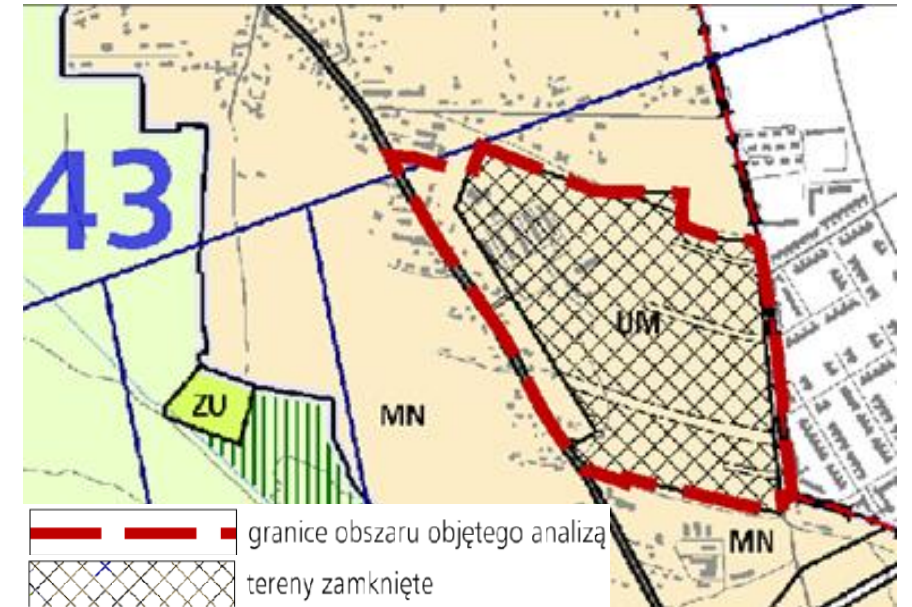 43
UM
ZU
MN
MN
granice obszaru objętego analizą
tereny zamknięte